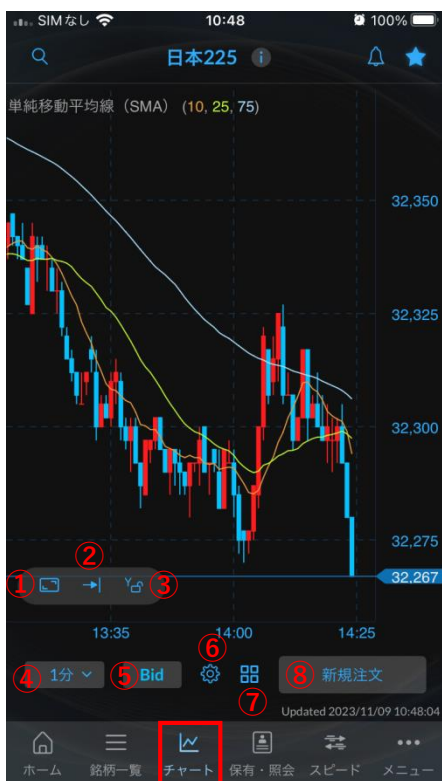 SIMなし 10:48 100%
日本225 i
単純移動平均線（SMA） (10, 25, 75)
32,350
32,325
32,300
32,275
32,267
② 
① Y ③
13:35 14:00 14:25
⑥
④ 1分 ⑤ Bid ⑧ 新規注文
⑦
Updated 2023/11/09 10:48:04
ホーム 銘柄一覧 チャート 保有・照会 スピード メニュー